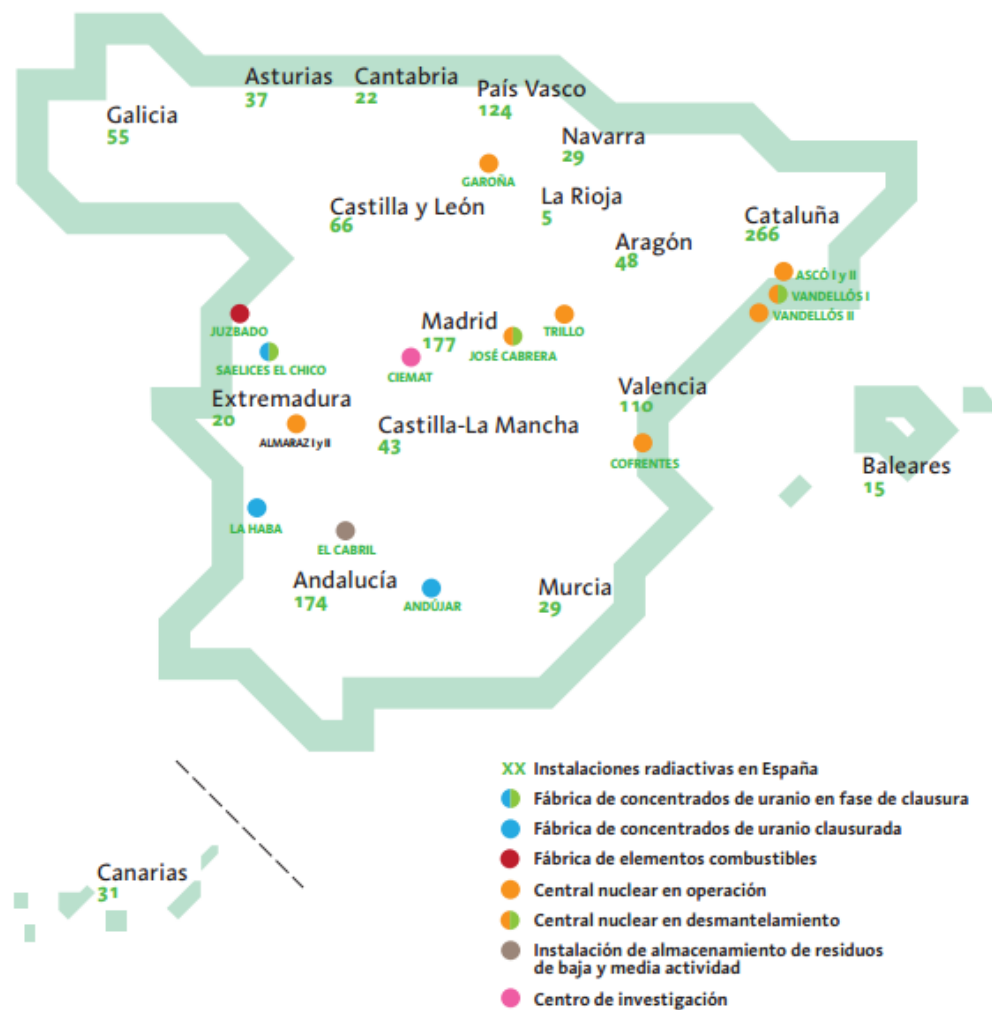 Asturias
37
Cantabria
22
País Vasco
124
Galicia
55
Navarra
29
GAROÑA
Castilla y León
66
La Rioja
5
Cataluña
266
Aragón
48
ASCÓ I y II
VANDELLÓS I
VANDELLÓS II
JUZBADO
Madrid
177
TRILLO
JOSÉ CABRERA
SAELICES EL CHICO
CIEMAT
Extremadura
20
Valencia
110
ALMARAZ I y II
Castilla-La Mancha
43
COFRENTES
Baleares
15
LA HABA
EL CABRIL
Andalucía
174
ANDÚJAR
Murcia
29
Canarias
31
XX Instalaciones radiactivas en España
Fábrica de concentrados de uranio en fase de clausura
Fábrica de concentrados de uranio clausurada
Fábrica de elementos combustibles
Central nuclear en operación
Central nuclear en desmantelamiento
Instalación de almacenamiento de residuos
de baja y media actividad
Centro de investigación